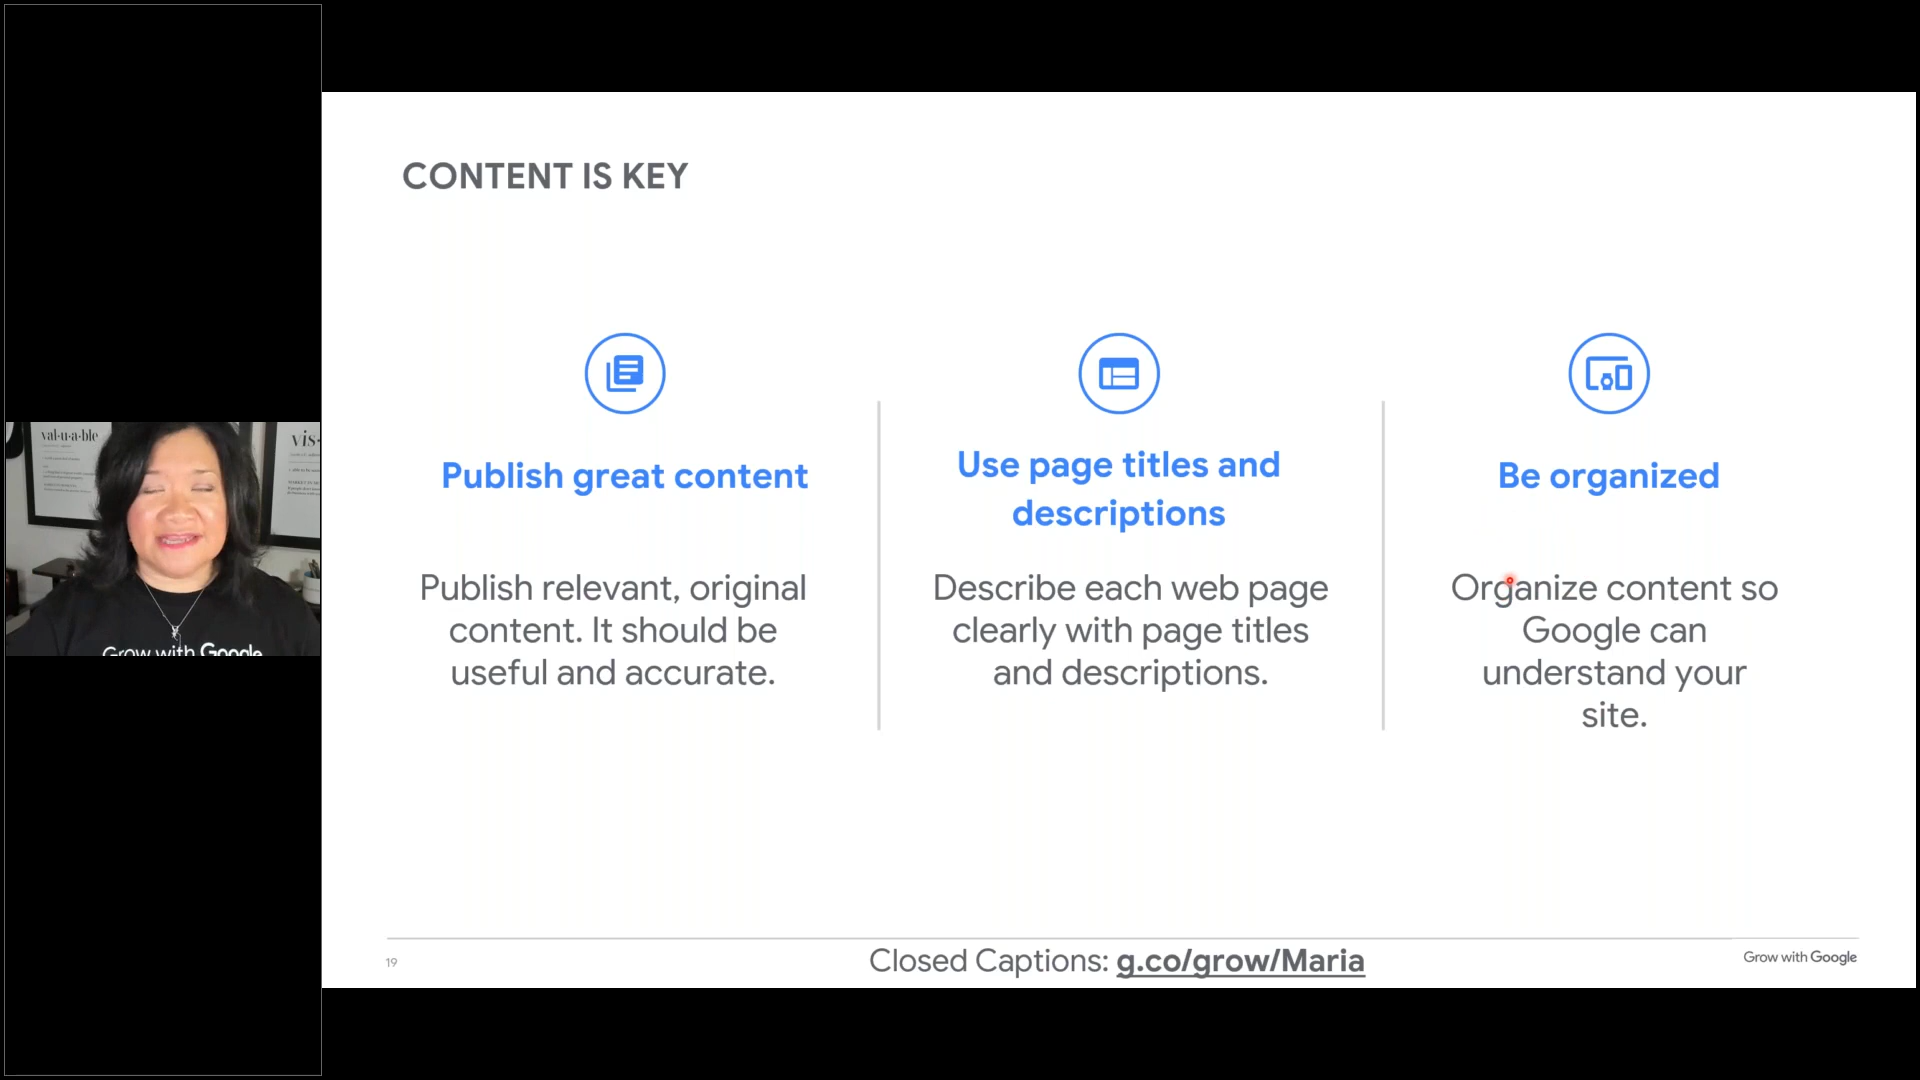 CONTENT IS KEY
Publish great content
Publish relevant, original
content. It should be
useful and accurate.
Use page titles and
descriptions
Describe each web page
clearly with page titles
and descriptions.
Be organized
Organize content so
Google can
understand your
site.
19
Closed Captions: g.co/grow/Maria
Grow with Google
val·u·a·ble
vis-
Grow with Google